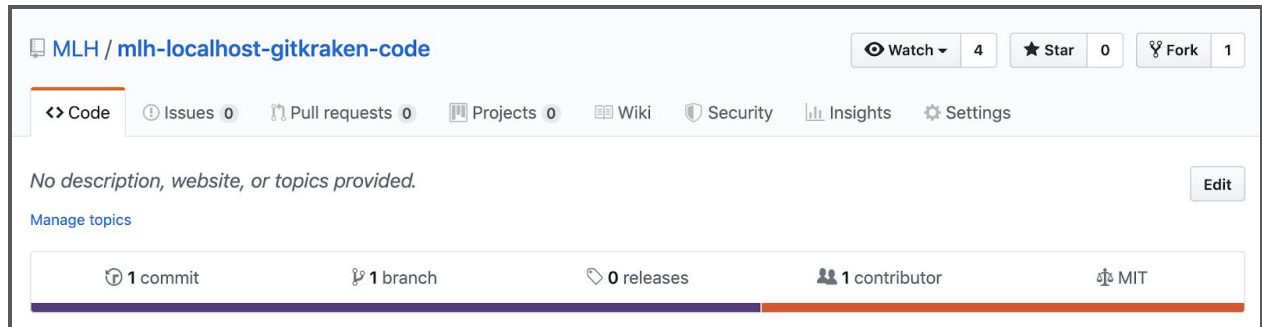 MLH / mlh-localhost-gitkraken-code Watch 4 Star 0 Fork 1
Code Issues 0 Pull requests 0 Projects 0 Wiki Security Insights Settings
No description, website, or topics provided. Edit
Manage topics
1 commit 1 branch 0 releases 1 contributor MIT